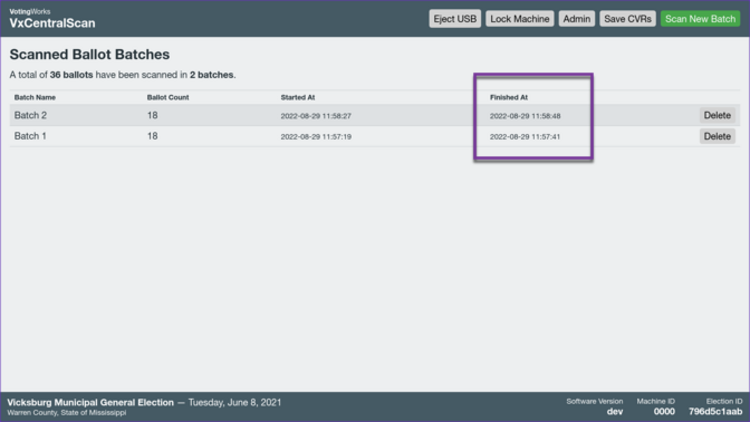 VotingWorks
VxCentralScan
Eject USB Lock Machine Admin Save CVRs Scan New Batch
Scanned Ballot Batches
A total of 36 ballots have been scanned in 2 batches.
Batch Name Ballot Count Started At Finished At
Batch 2 18 2022-08-29 11:58:27 2022-08-29 11:58:48 Delete
Batch 1 18 2022-08-29 11:57:19 2022-08-29 11:57:41 Delete
Vicksburg Municipal General Election — Tuesday, June 8, 2021
Warren County, State of Mississippi
Software Version Machine ID Election ID
dev 0000 796d5c1aab